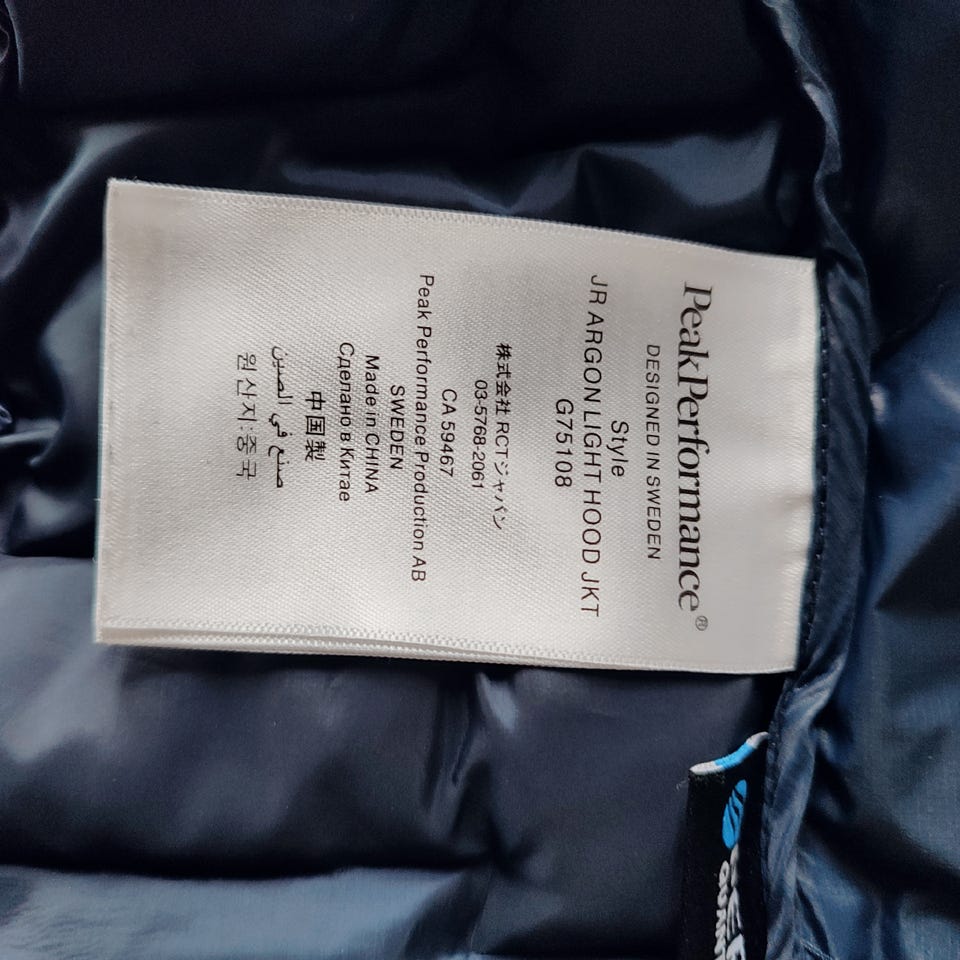 PeakPerformance®
DESIGNED IN SWEDEN
Style
JR ARGON LIGHT HOOD JKT
G75108
株式会社 RCTジャパン
03-5768-2061
CA 59467
Peak Performance Production AB
SWEDEN
Made in CHINA
Сделано в Китае
中国製
صنع في الصين
원산지:중국